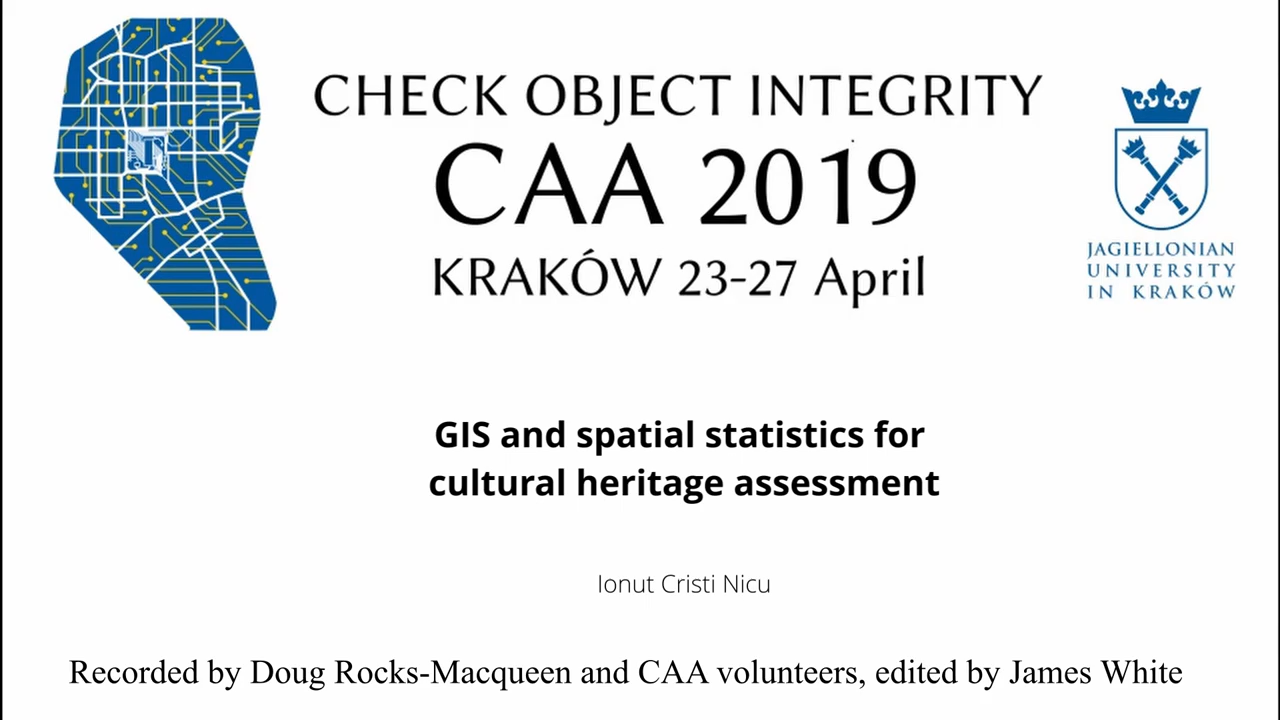 CHECK OBJECT INTEGRITY
CAA 2019
KRAKÓW 23-27 April
JAGIELLONIAN
UNIVERSITY
IN KRAKÓW
GIS and spatial statistics for
cultural heritage assessment
Ionut Cristi Nicu
Recorded by Doug Rocks-Macqueen and CAA volunteers, edited by James White